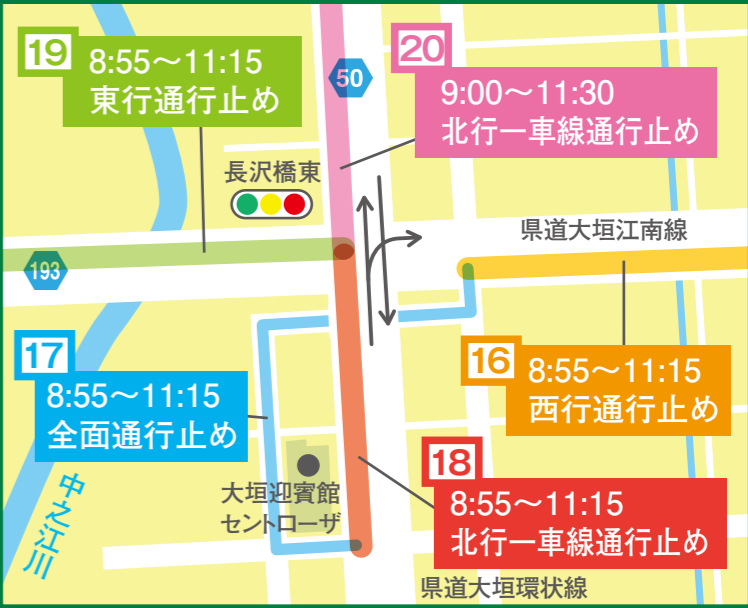 19
8:55〜11:15
東行通行止め
50
20
9:00〜11:30
北行一車線通行止め
長沢橋東
県道大垣江南線
193
17
8:55〜11:15
全面通行止め
16
8:55〜11:15
西行通行止め
中之江川
大垣迎賓館
セントローザ
18
8:55〜11:15
北行一車線通行止め
県道大垣環状線